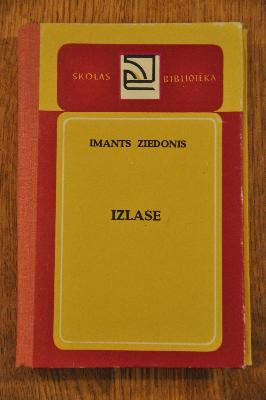 SKOLAS BIBLIOTĒKA
IMANTS ZIEDONIS
IZLASE